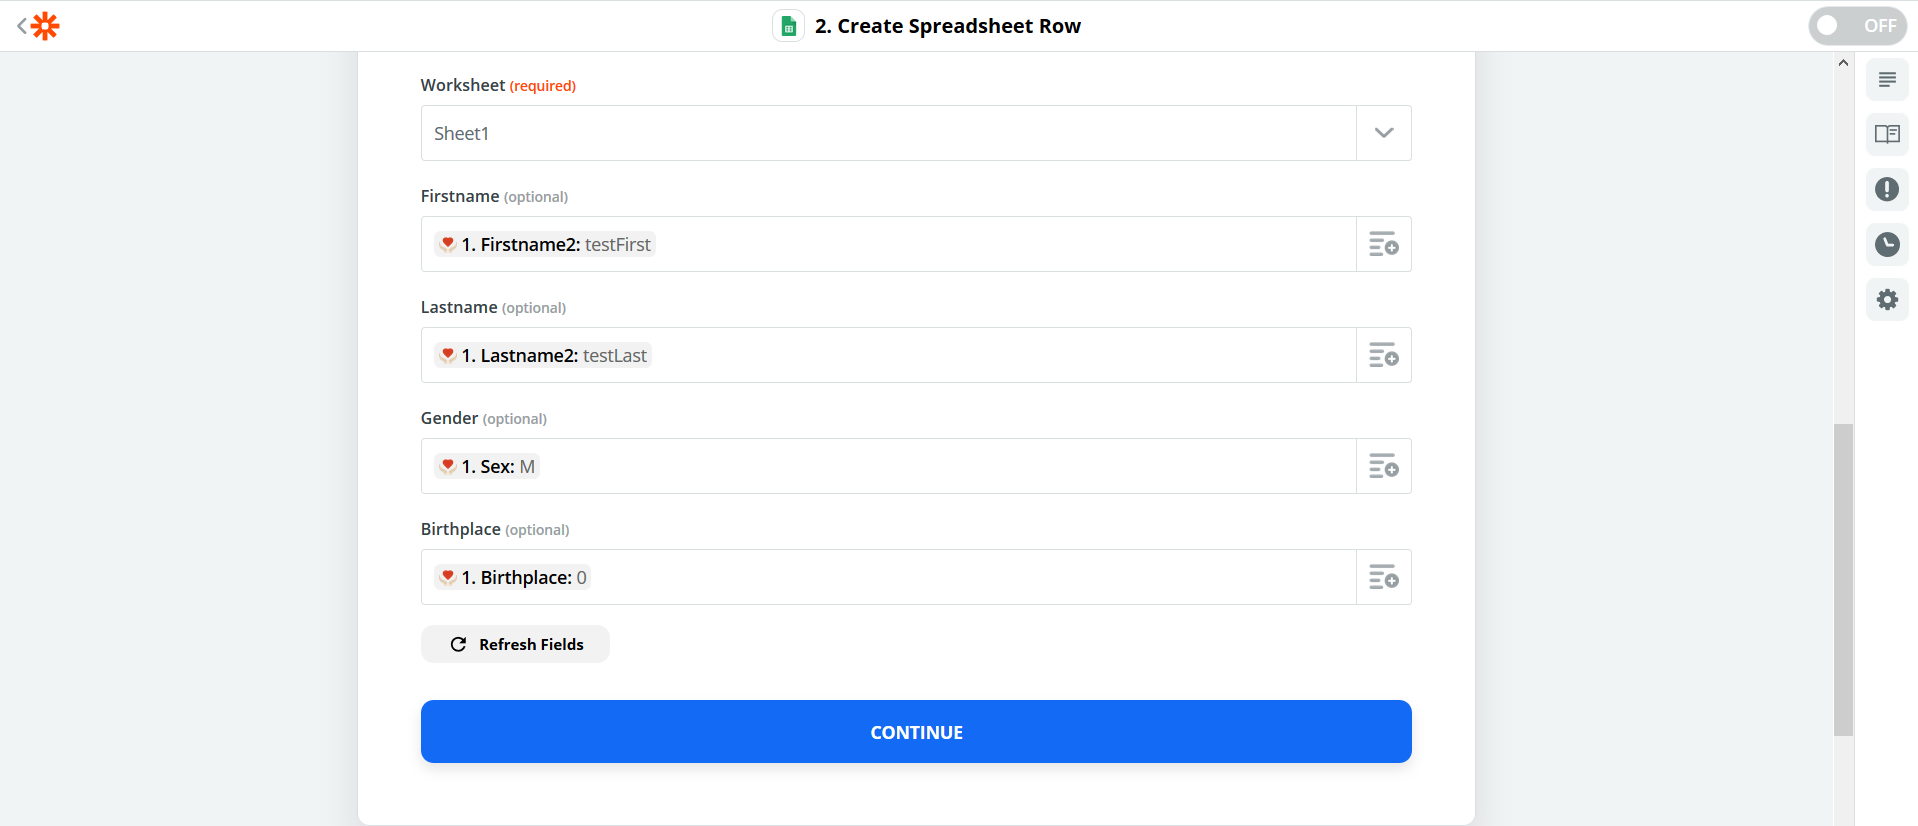 2. Create Spreadsheet Row
OFF
Worksheet (required)
Sheet1
Firstname (optional)
1. Firstname2: testFirst
Lastname (optional)
1. Lastname2: testLast
Gender (optional)
1. Sex: M
Birthplace (optional)
1. Birthplace: 0
Refresh Fields
CONTINUE